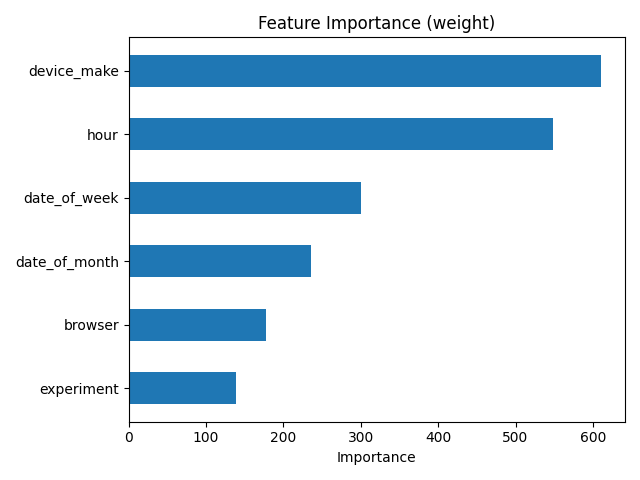 Feature Importance (weight)
device_make
hour
date_of_week
date_of_month
browser
experiment
0 100 200 300 400 500 600
Importance